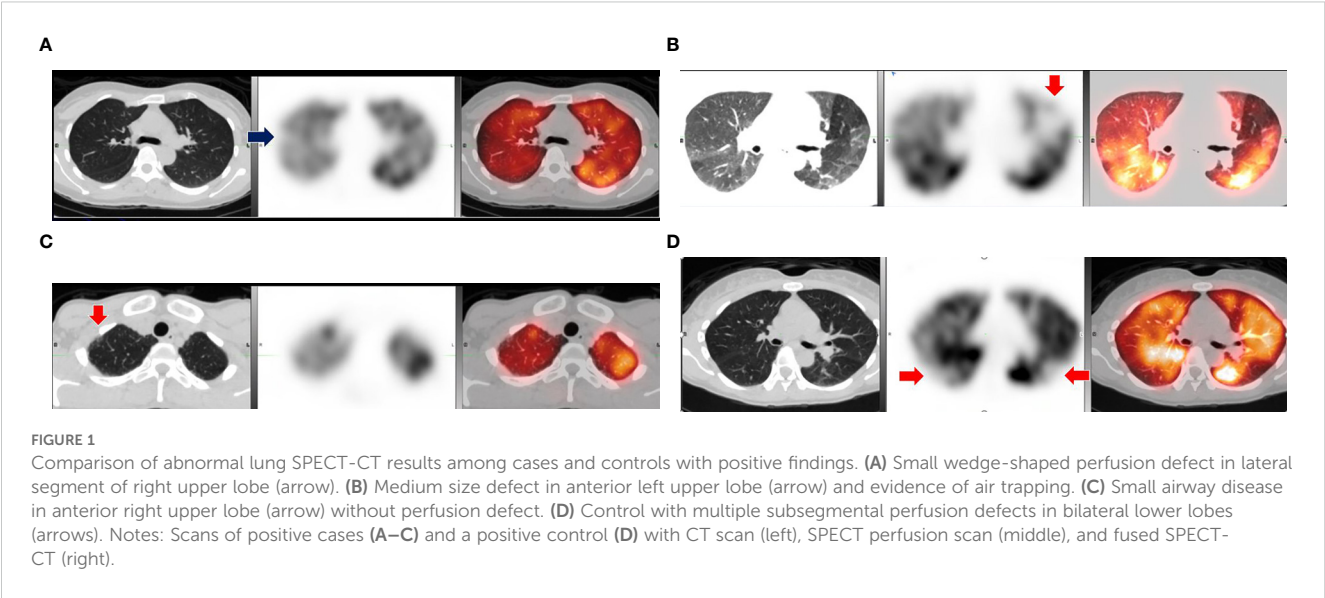 A
B
C
D
FIGURE 1
Comparison of abnormal lung SPECT-CT results among cases and controls with positive findings. (A) Small wedge-shaped perfusion defect in lateral
segment of right upper lobe (arrow). (B) Medium size defect in anterior left upper lobe (arrow) and evidence of air trapping. (C) Small airway disease
in anterior right upper lobe (arrow) without perfusion defect. (D) Control with multiple subsegmental perfusion defects in bilateral lower lobes
(arrows). Notes: Scans of positive cases (A–C) and a positive control (D) with CT scan (left), SPECT perfusion scan (middle), and fused SPECT-
CT (right).